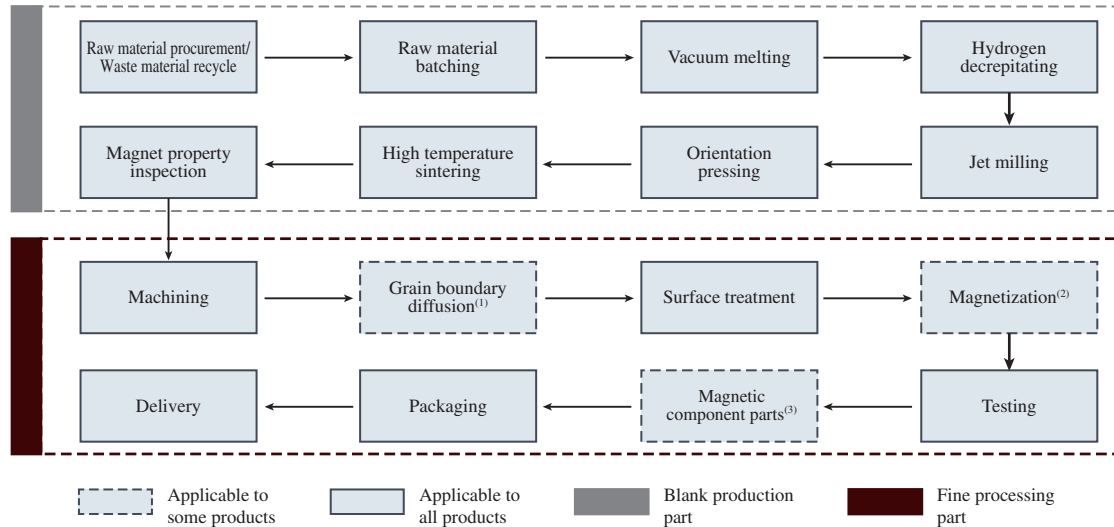 Raw material procurement/
Waste material recycle
Raw material
batching
Vacuum melting
Hydrogen
decrepitating
Magnet property
inspection
High temperature
sintering
Orientation
pressing
Jet milling
Machining
Grain boundary
diffusion(1)
Surface treatment
Magnetization(2)
Delivery
Packaging
Magnetic
component parts(3)
Testing
Applicable to
some products
Applicable to
all products
Blank production
part
Fine processing
part